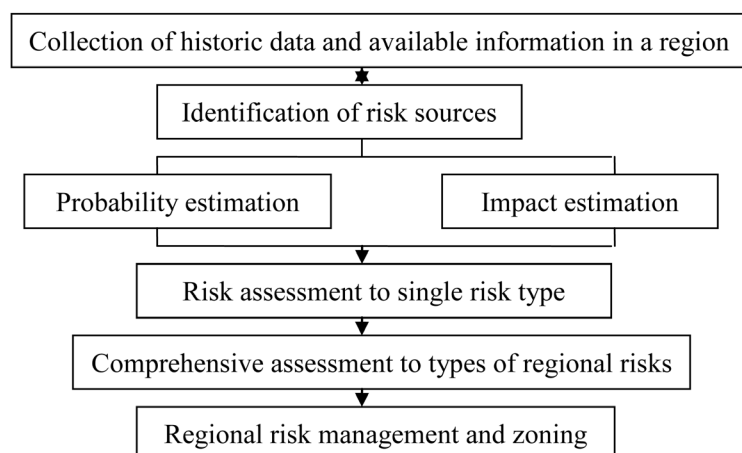 Collection of historic data and available information in a region
Identification of risk sources
Probability estimation
Impact estimation
Risk assessment to single risk type
Comprehensive assessment to types of regional risks
Regional risk management and zoning